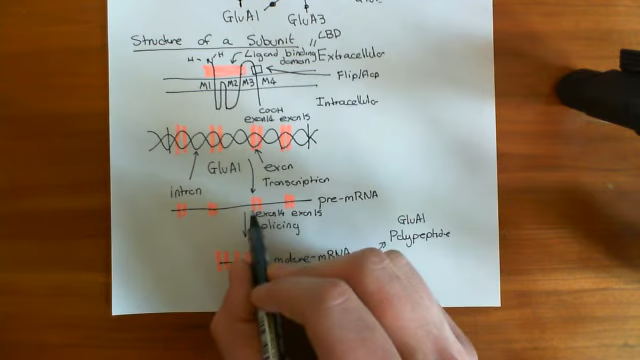 GluA1
GluA3
Structure of a Subunit
LBD
H₂N
H
Ligand binding
domain
Extracellular
Flip/flop
M1 M2 M3 M4
Intracellular
COOH
exon14 exon15
GluA1
exon
intron
Transcription
pre-mRNA
exon14 exon15
Splicing
mature-mRNA
GluA1
Polypeptide